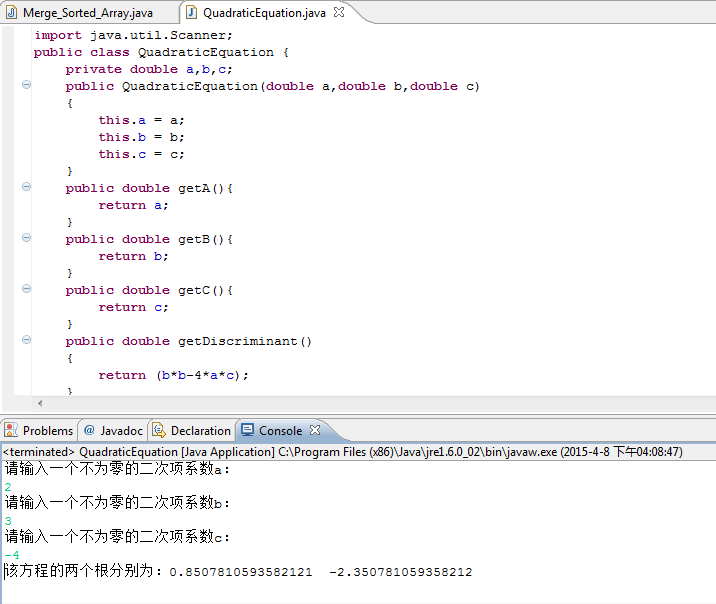 Merge_Sorted_Array.java QuadraticEquation.java
import java.util.Scanner;
public class QuadraticEquation {
private double a,b,c;
public QuadraticEquation(double a,double b,double c)
{
this.a = a;
this.b = b;
this.c = c;
}
public double getA(){
return a;
}
public double getB(){
return b;
}
public double getC(){
return c;
}
public double getDiscriminant()
{
return (b*b-4*a*c);
}
Problems @ Javadoc Declaration Console
<terminated> QuadraticEquation [Java Application] C:\Program Files (x86)\Java\jre1.6.0_02\bin\javaw.exe (2015-4-8 下午04:08:47)
请输入一个不为零的二次项系数a：
2
请输入一个不为零的二次项系数b：
3
请输入一个不为零的二次项系数c：
-4
该方程的两个根分别为：0.8507810593582121 -2.350781059358212